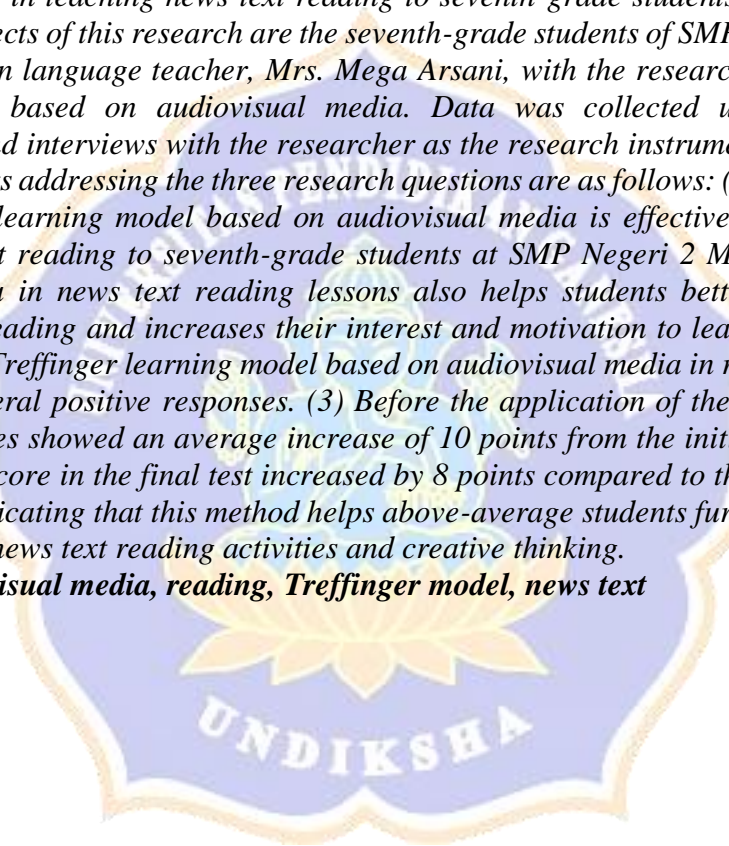 in teaching news text reading to seventh grade students
ects of this research are the seventh-grade students of SMP
n language teacher, Mrs. Mega Arsani, with the research
based on audiovisual media. Data was collected u
nd interviews with the researcher as the research instrume
s addressing the three research questions are as follows: (
learning model based on audiovisual media is effective
t reading to seventh-grade students at SMP Negeri 2 M
a in news text reading lessons also helps students bett
eading and increases their interest and motivation to lea
Treffinger learning model based on audiovisual media in n
eral positive responses. (3) Before the application of the
es showed an average increase of 10 points from the initi
core in the final test increased by 8 points compared to th
icating that this method helps above-average students fur
news text reading activities and creative thinking.
isual media, reading, Treffinger model, news text
UNIVERSITAS PENDIDIKAN GANESHA
UNDIKSHA